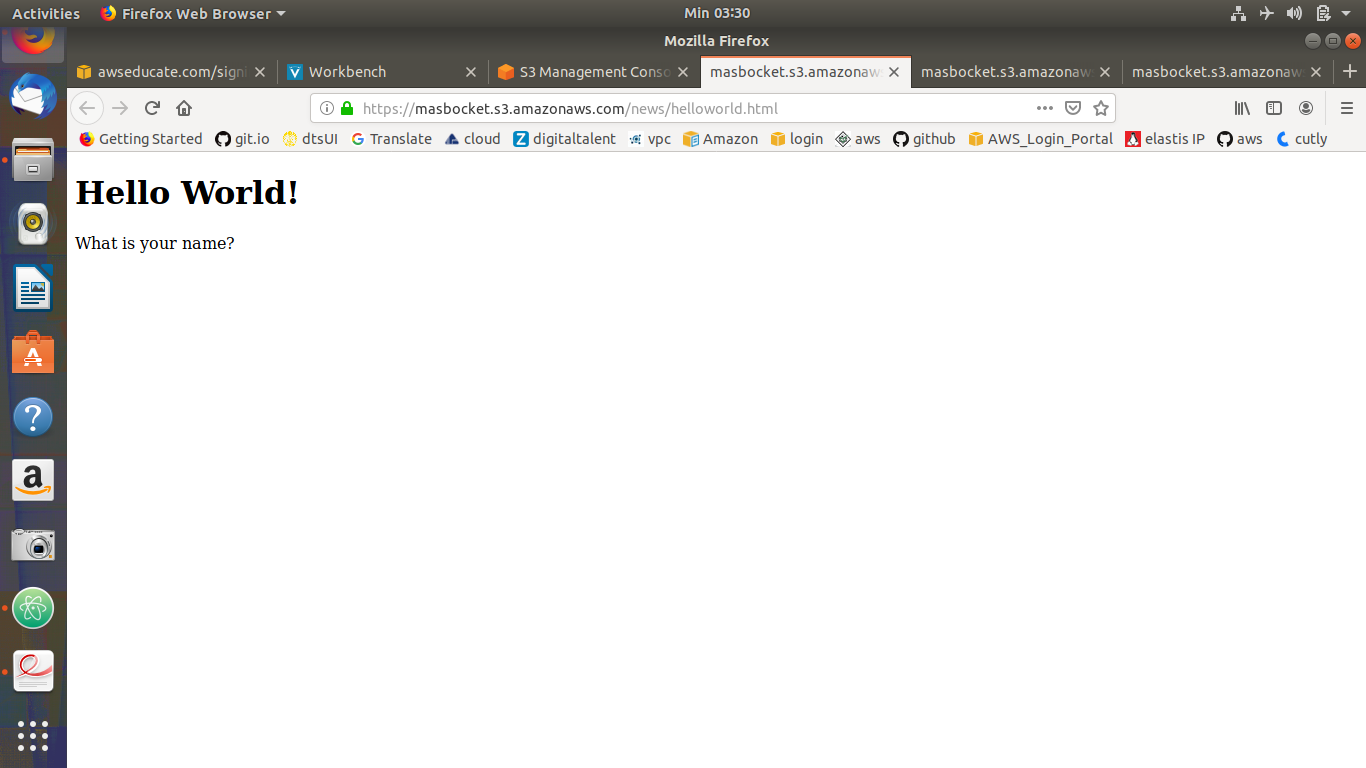 Activities Firefox Web Browser Min 03:30
Mozilla Firefox
awseducate.com/signi Workbench S3 Management Conso masbocket.s3.amazonaws masbocket.s3.amazonaw masbocket.s3.amazonaw
https://masbocket.s3.amazonaws.com/news/helloworld.html
Getting Started git.io dtsUI Translate cloud digitaltalent vpc Amazon login aws github AWS_Login_Portal elastis IP aws cutly
Hello World!
What is your name?